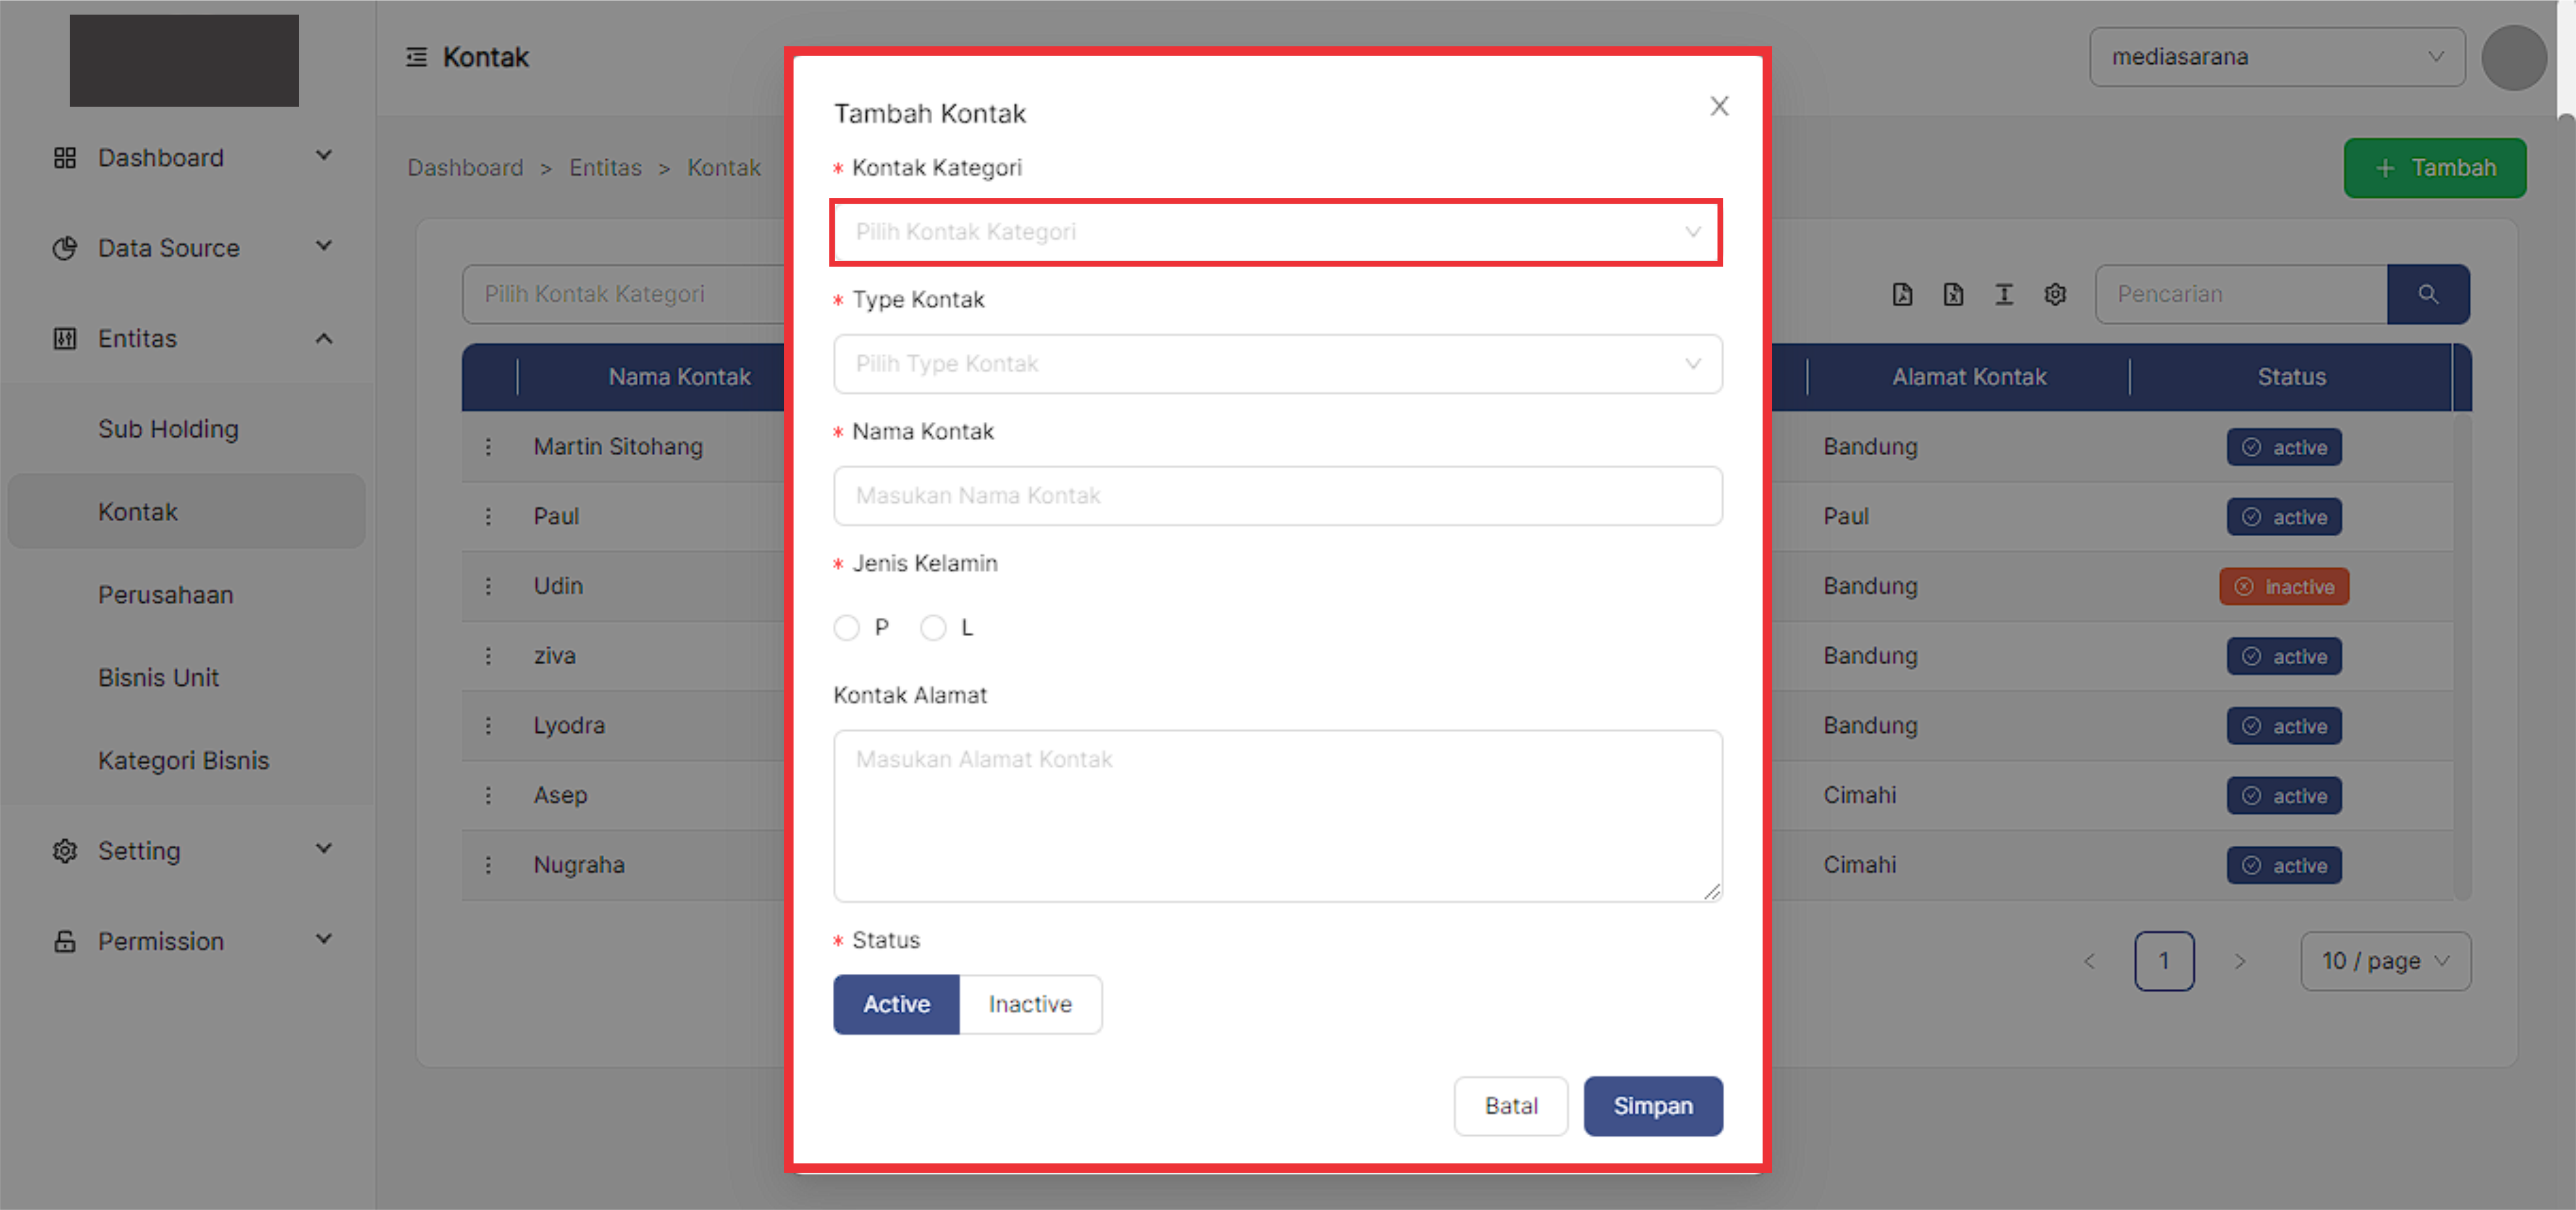 Kontak
mediasarana
Dashboard
Data Source
Entitas
Sub Holding
Kontak
Perusahaan
Bisnis Unit
Kategori Bisnis
Setting
Permission
Dashboard > Entitas > Kontak
+ Tambah
Pilih Kontak Kategori
Pencarian
Nama Kontak
Alamat Kontak
Status
Martin Sitohang
Bandung
active
Paul
Paul
active
Udin
Bandung
inactive
ziva
Bandung
active
Lyodra
Bandung
active
Asep
Cimahi
active
Nugraha
Cimahi
active
< 1 >
10 / page
Tambah Kontak
* Kontak Kategori
Pilih Kontak Kategori
* Type Kontak
Pilih Type Kontak
* Nama Kontak
Masukan Nama Kontak
* Jenis Kelamin
P L
Kontak Alamat
Masukan Alamat Kontak
* Status
Active Inactive
Batal Simpan